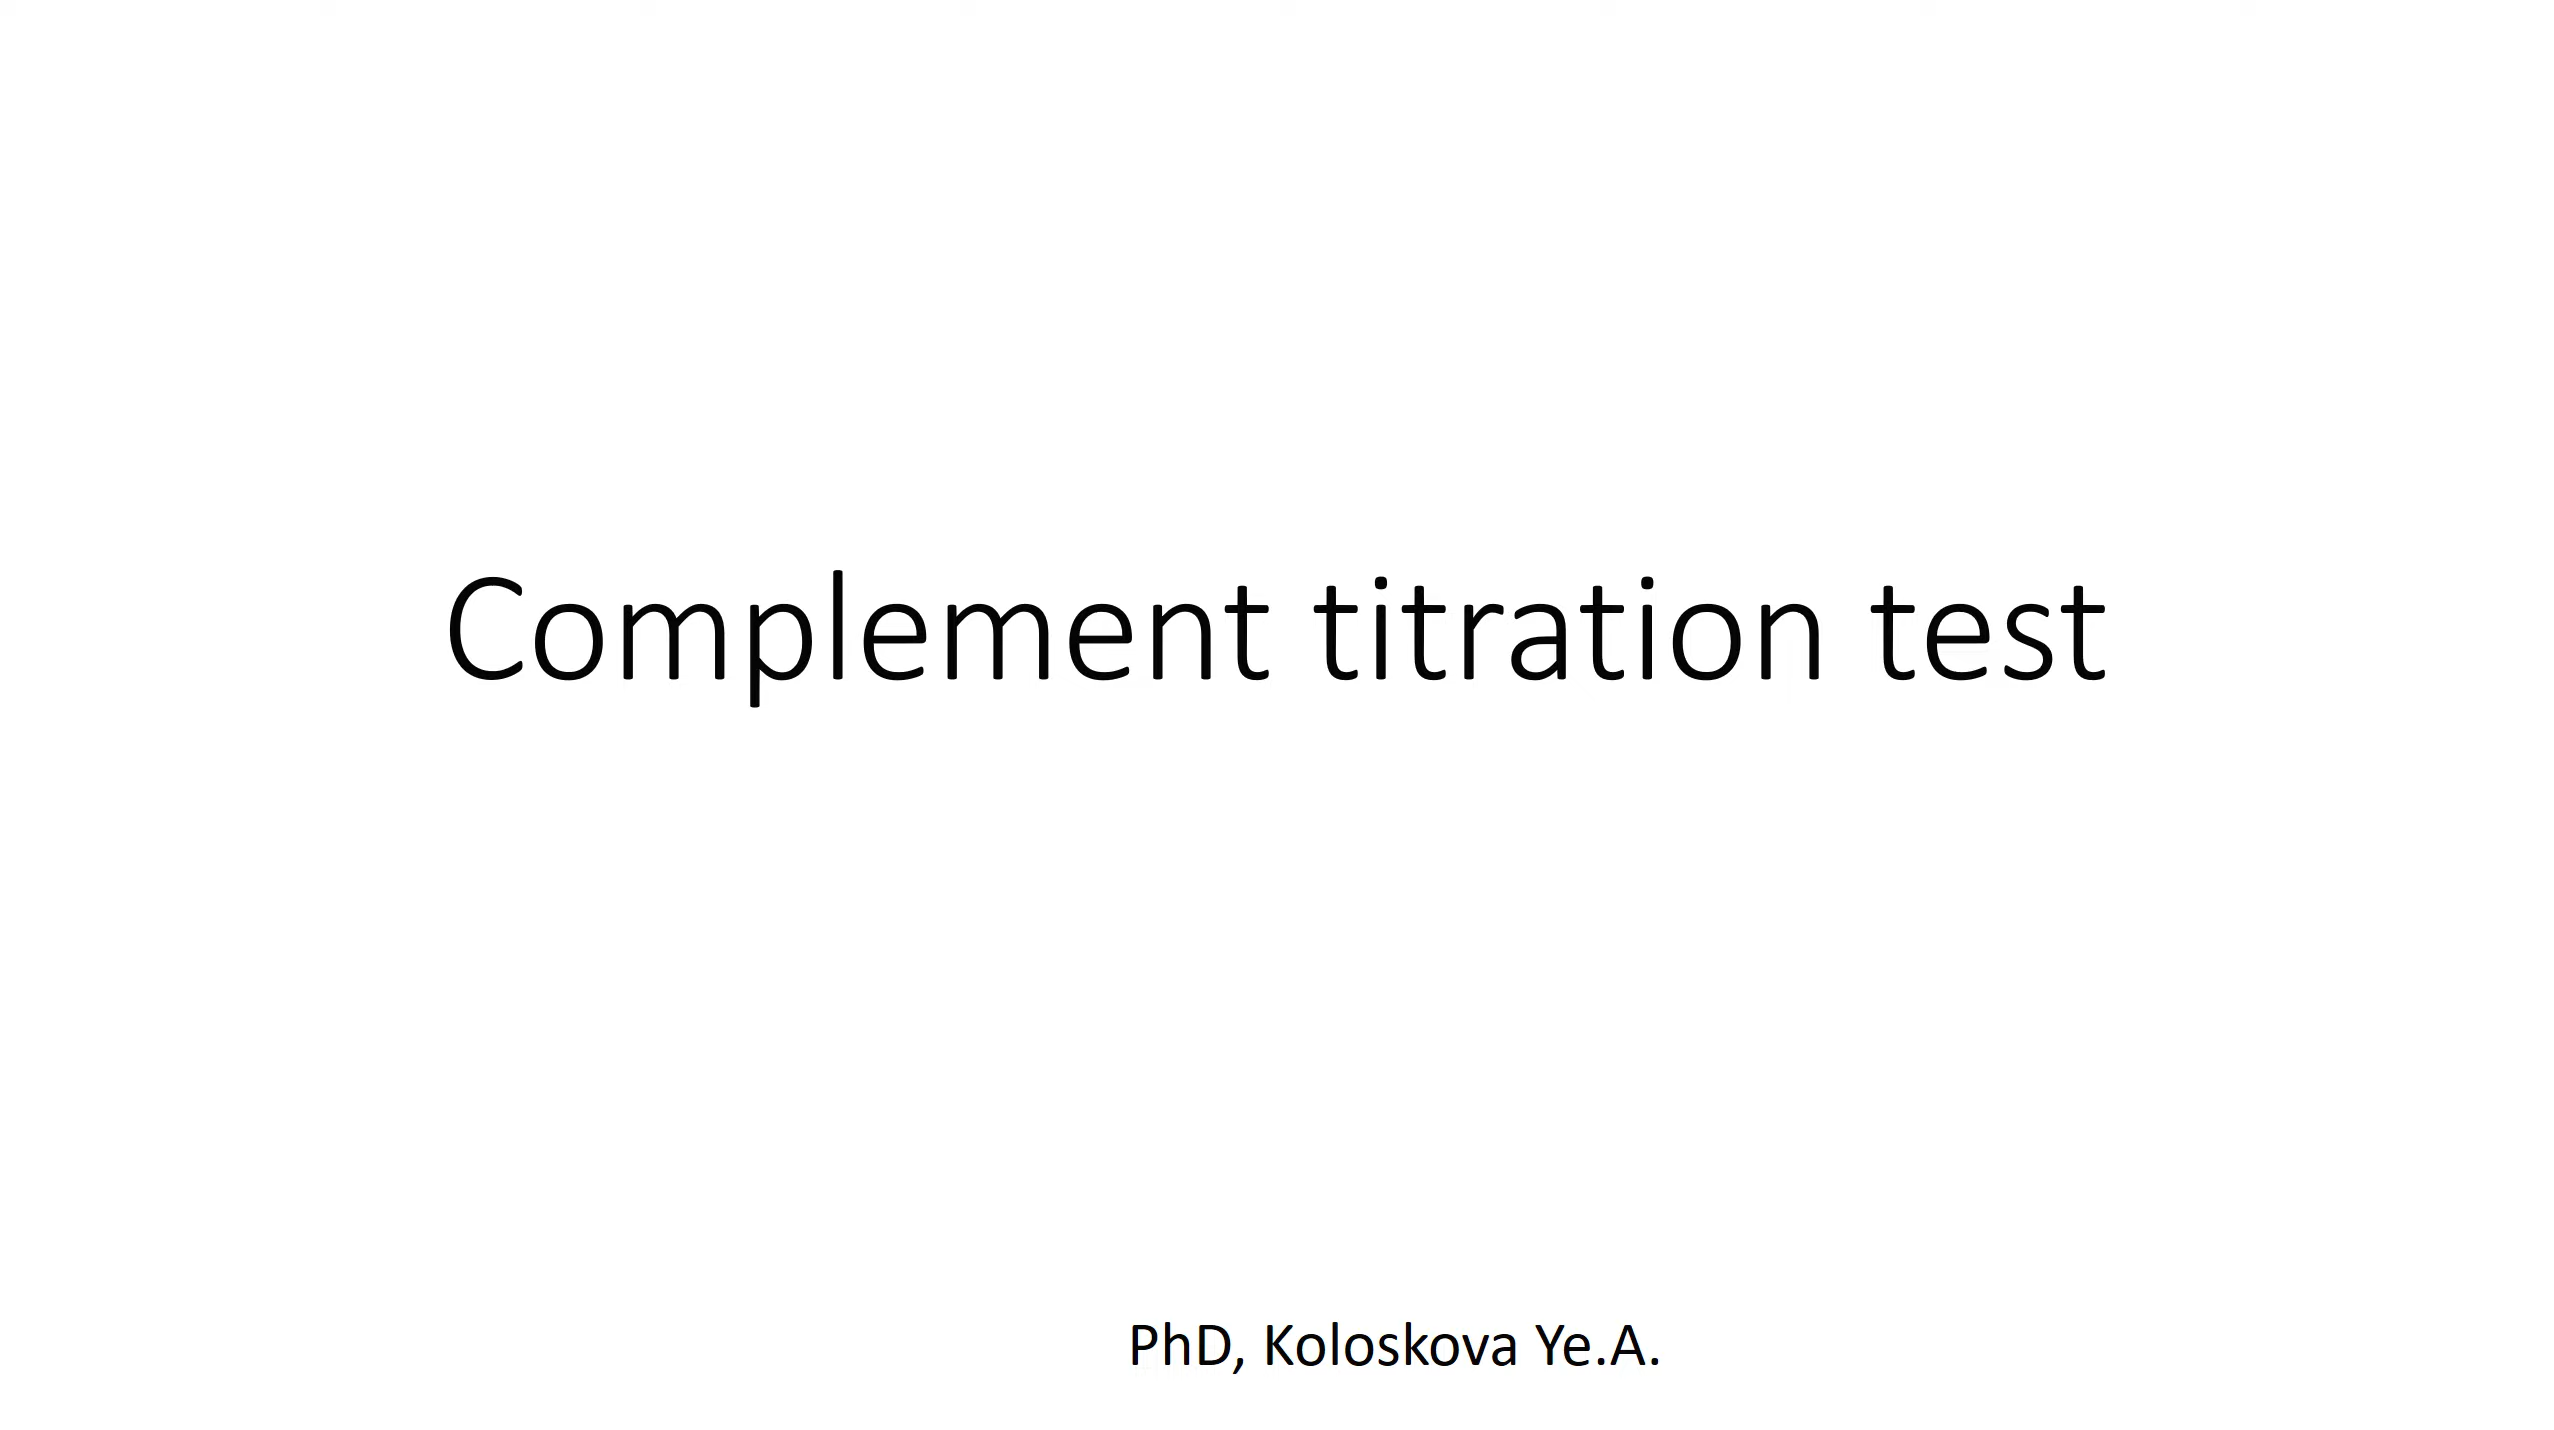 Complement titration test
PhD, Koloskova Ye.A.